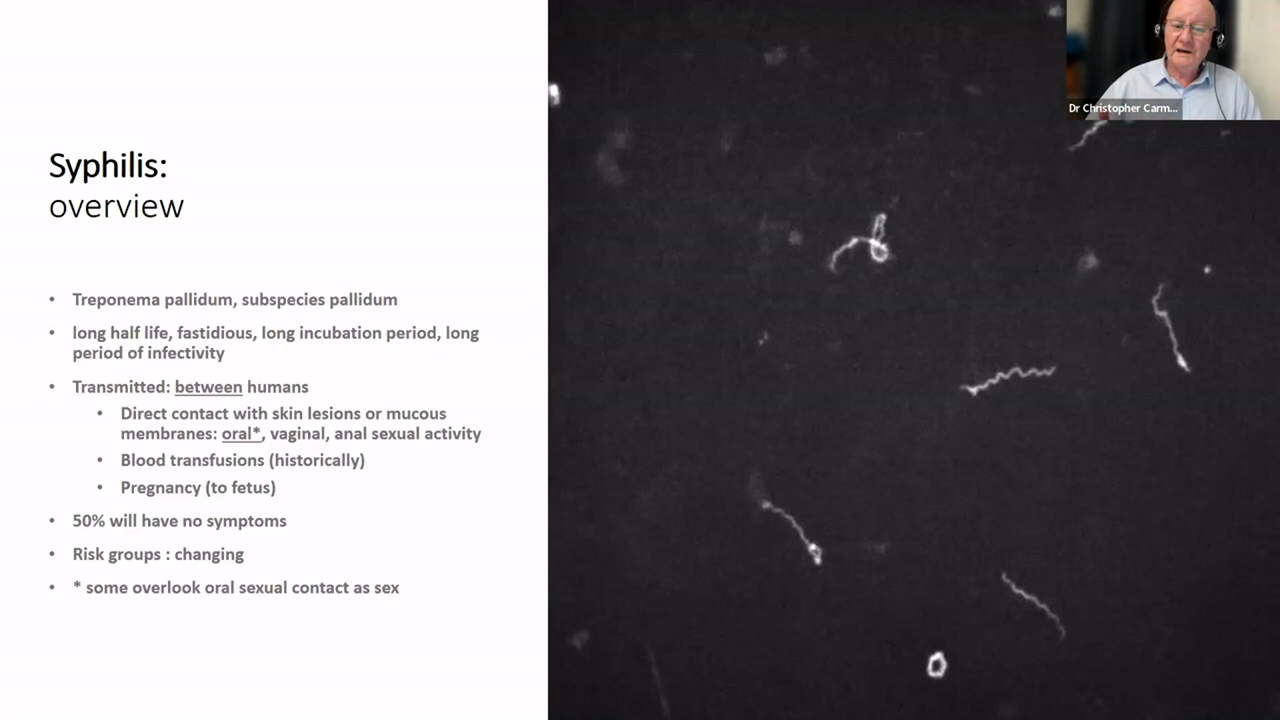 Dr Christopher Carm...
Syphilis:
overview
• Treponema pallidum, subspecies pallidum
• long half life, fastidious, long incubation period, long
period of infectivity
• Transmitted: between humans
• Direct contact with skin lesions or mucous
membranes: oral*, vaginal, anal sexual activity
• Blood transfusions (historically)
• Pregnancy (to fetus)
• 50% will have no symptoms
• Risk groups : changing
• * some overlook oral sexual contact as sex